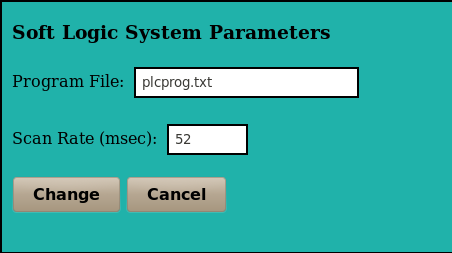 Soft Logic System Parameters
Program File: plcprog.txt
Scan Rate (msec): 52
Change Cancel